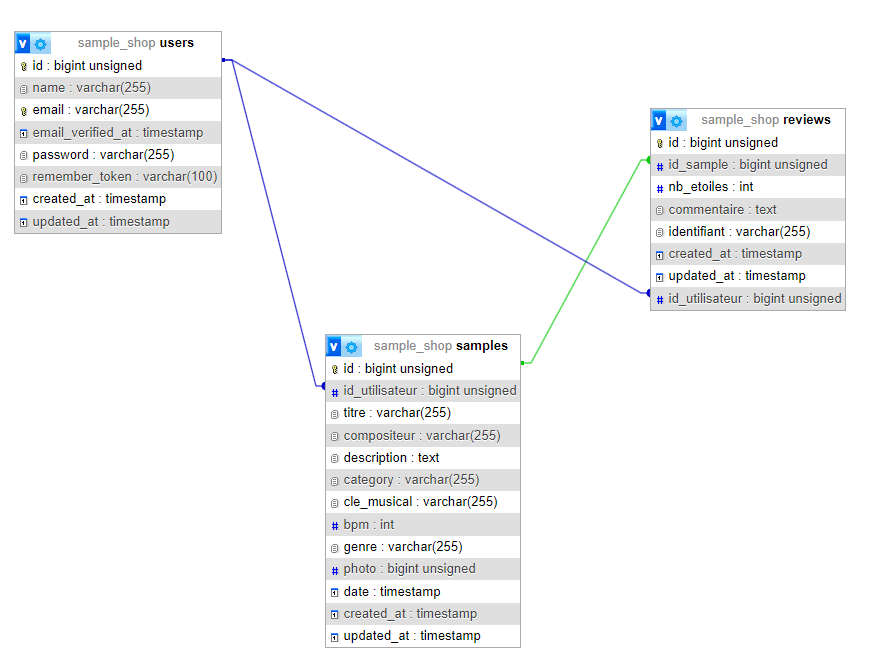 v sample_shop users
id : bigint unsigned
name : varchar(255)
email : varchar(255)
email_verified_at : timestamp
password : varchar(255)
remember_token : varchar(100)
created_at : timestamp
updated_at : timestamp
v sample_shop reviews
id : bigint unsigned
# id_sample : bigint unsigned
# nb_etoiles : int
commentaire : text
identifiant : varchar(255)
created_at : timestamp
updated_at : timestamp
# id_utilisateur : bigint unsigned
v sample_shop samples
id : bigint unsigned
# id_utilisateur : bigint unsigned
titre : varchar(255)
compositeur : varchar(255)
description : text
category : varchar(255)
cle_musical : varchar(255)
# bpm : int
genre : varchar(255)
# photo : bigint unsigned
date : timestamp
created_at : timestamp
updated_at : timestamp